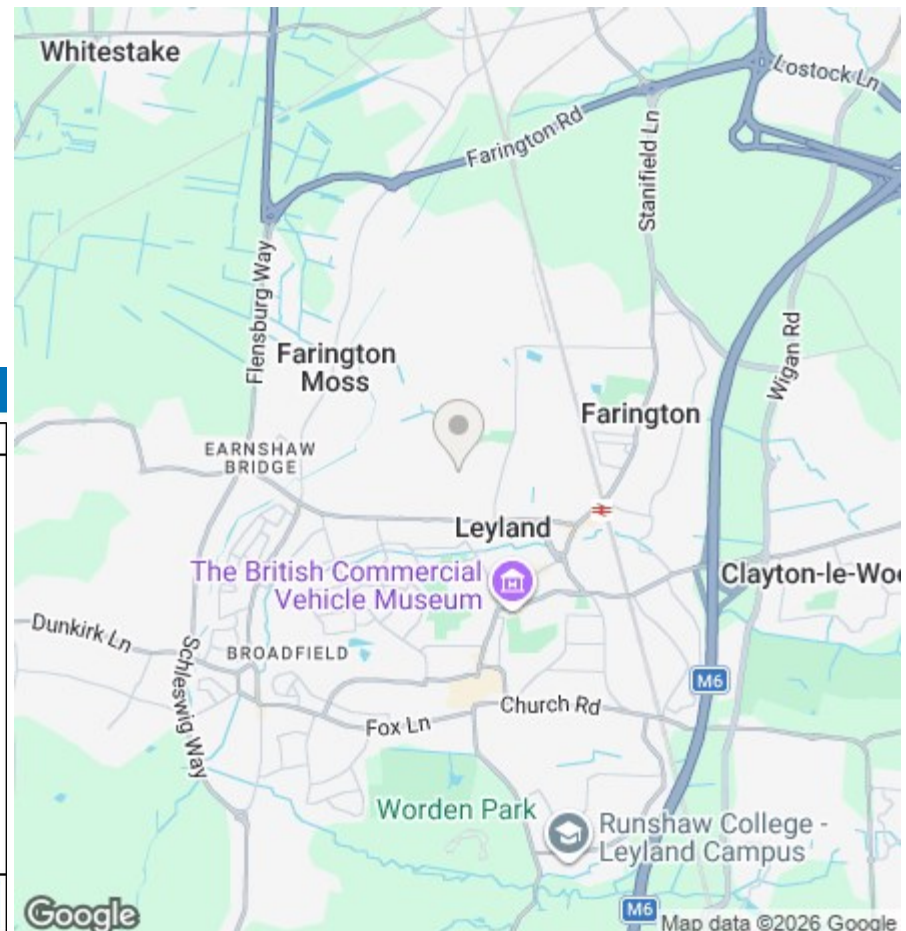 Whitestake
Lostock Ln
Farington Rd
Stanifield Ln
Flensburg Way
Farington
Moss
Wigan Rd
Farington
EARNSHAW
BRIDGE
Leyland
The British Commercial
Vehicle Museum
Clayton-le-Woo
Dunkirk Ln
BROADFIELD
Schleswig Way
M6
Church Rd
Fox Ln
Worden Park
Runshaw College -
Leyland Campus
M6
Google
Map data ©2026 Google